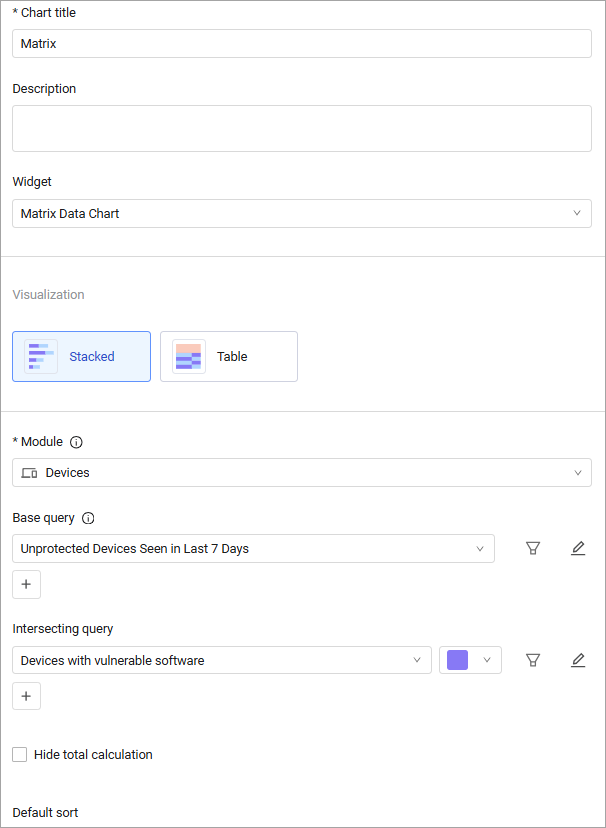 * Chart title
Matrix
Description
Widget
Matrix Data Chart
Visualization
Stacked
Table
* Module
Devices
Base query
Unprotected Devices Seen in Last 7 Days
+
Intersecting query
Devices with vulnerable software
+
Hide total calculation
Default sort